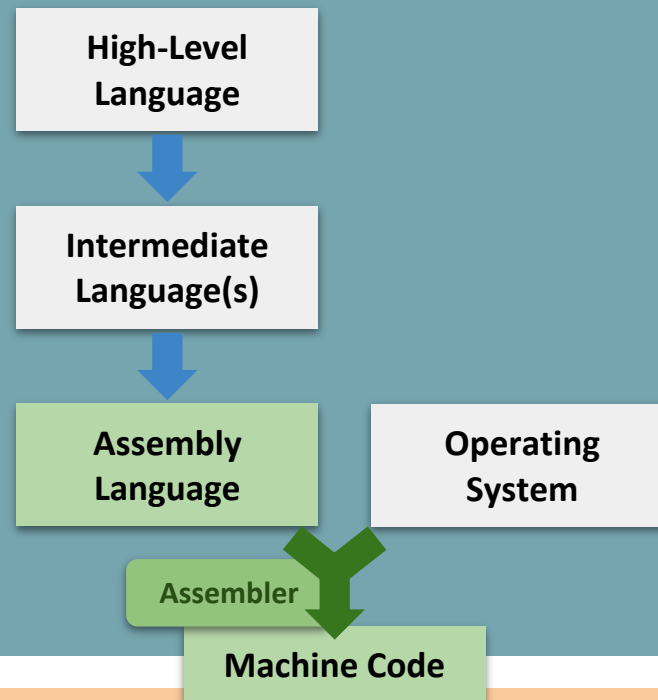 High-Level
Language
Intermediate
Language(s)
Assembly
Language
Operating
System
Assembler
Machine Code